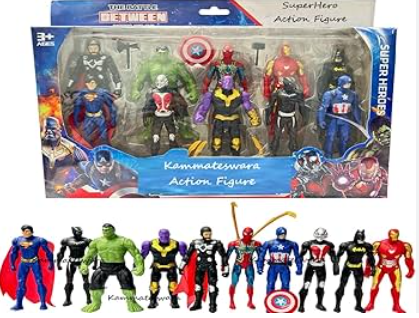 THE BATTLE
BETWEEN
SuperHero
Action Figure
3+
AGES
SUPER HEROES
Kammateswara
Action Figure
Kammateswara